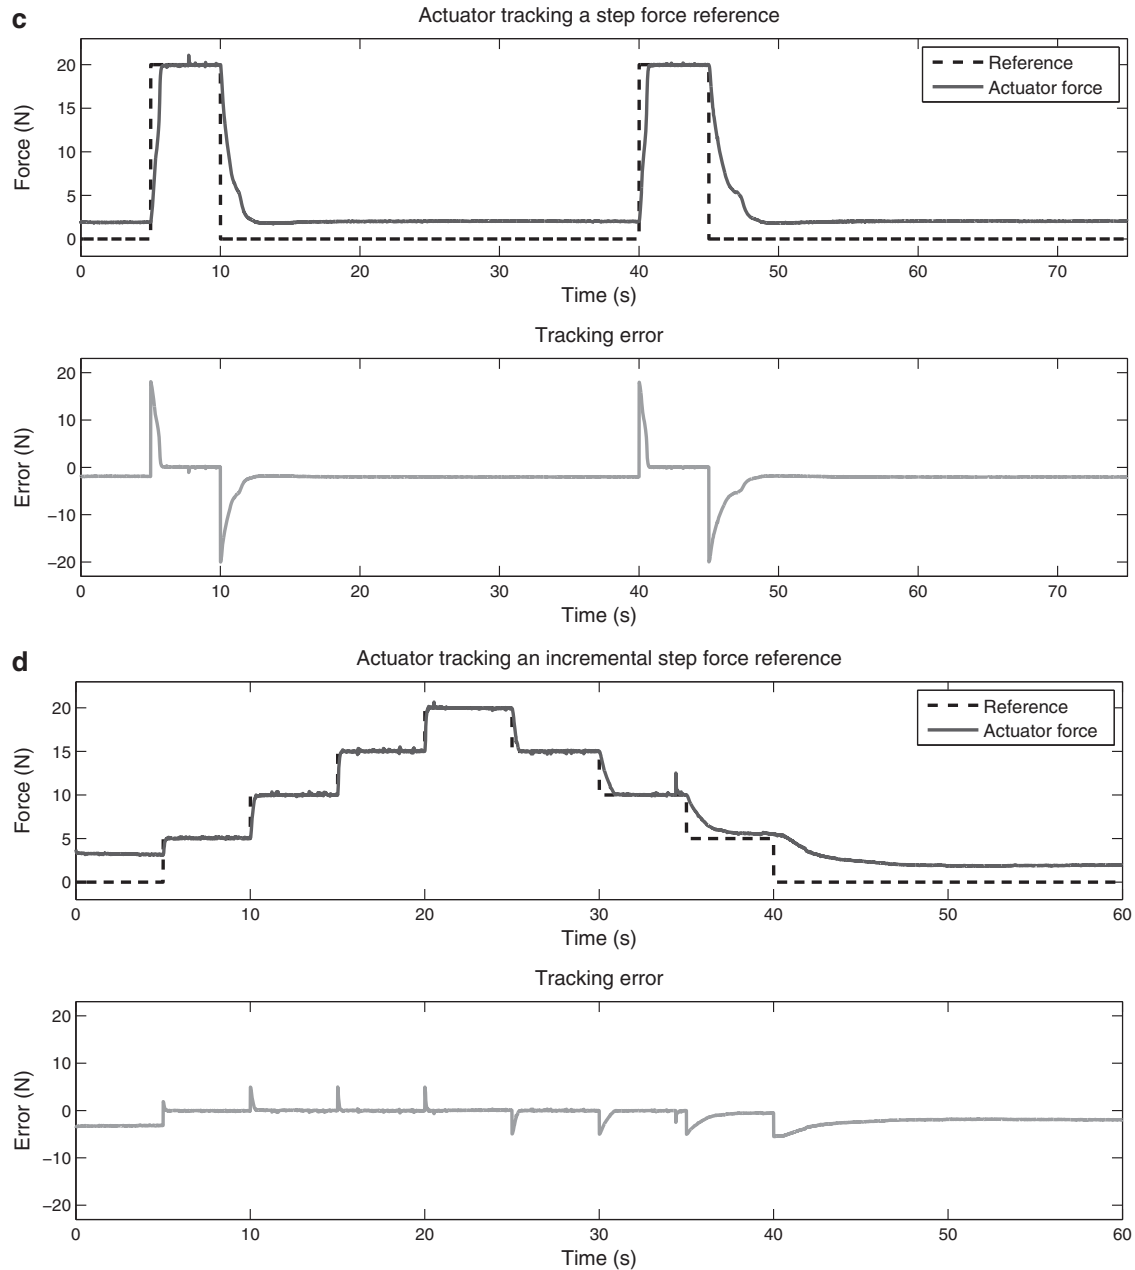 c
Actuator tracking a step force reference
Force (N)
20
15
10
5
0
Reference
Actuator force
0 10 20 30 40 50 60 70
Time (s)
Tracking error
Error (N)
20
10
0
−10
−20
0 10 20 30 40 50 60 70
Time (s)
d
Actuator tracking an incremental step force reference
Force (N)
20
15
10
5
0
Reference
Actuator force
0 10 20 30 40 50 60
Time (s)
Tracking error
Error (N)
20
10
0
−10
−20
0 10 20 30 40 50 60
Time (s)